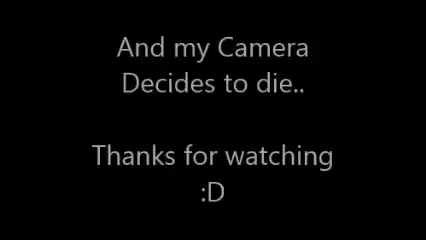 And my Camera
Decides to die..
Thanks for watching
:D